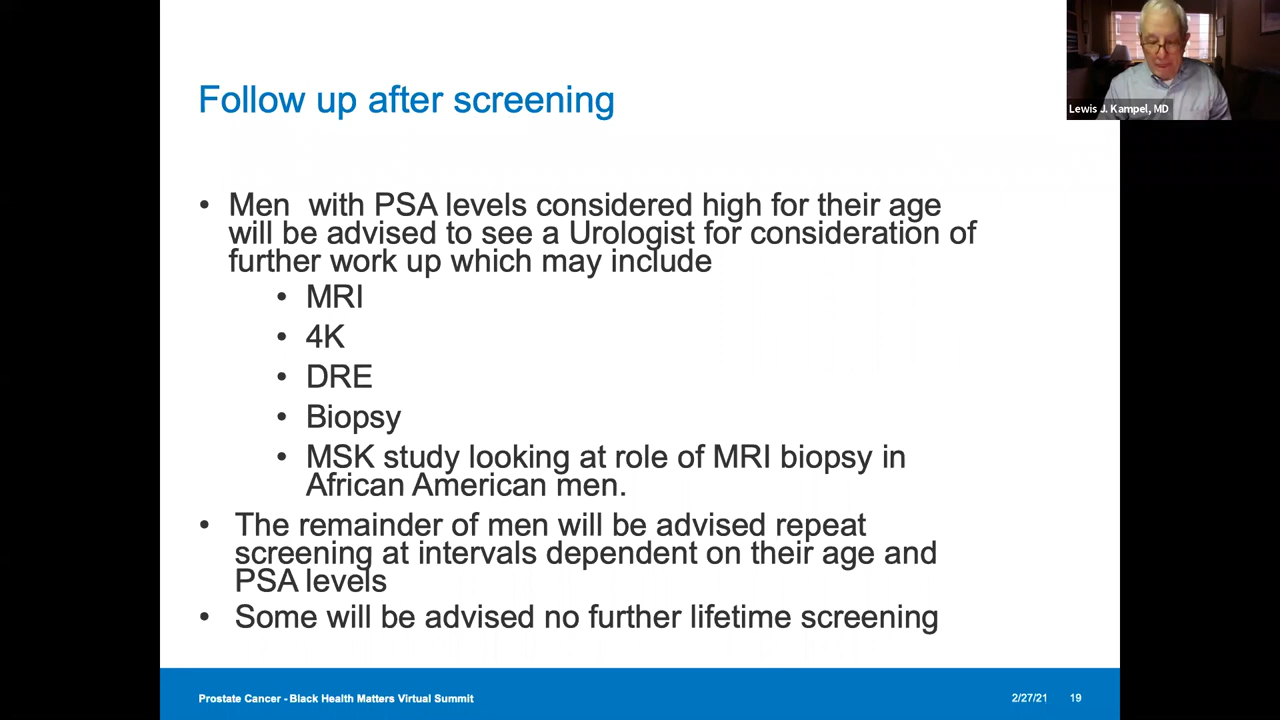 Lewis J. Kampel, MD
Follow up after screening
• Men with PSA levels considered high for their age
will be advised to see a Urologist for consideration of
further work up which may include
• MRI
• 4K
• DRE
• Biopsy
• MSK study looking at role of MRI biopsy in
African American men.
• The remainder of men will be advised repeat
screening at intervals dependent on their age and
PSA levels
• Some will be advised no further lifetime screening
Prostate Cancer - Black Health Matters Virtual Summit
2/27/21 19